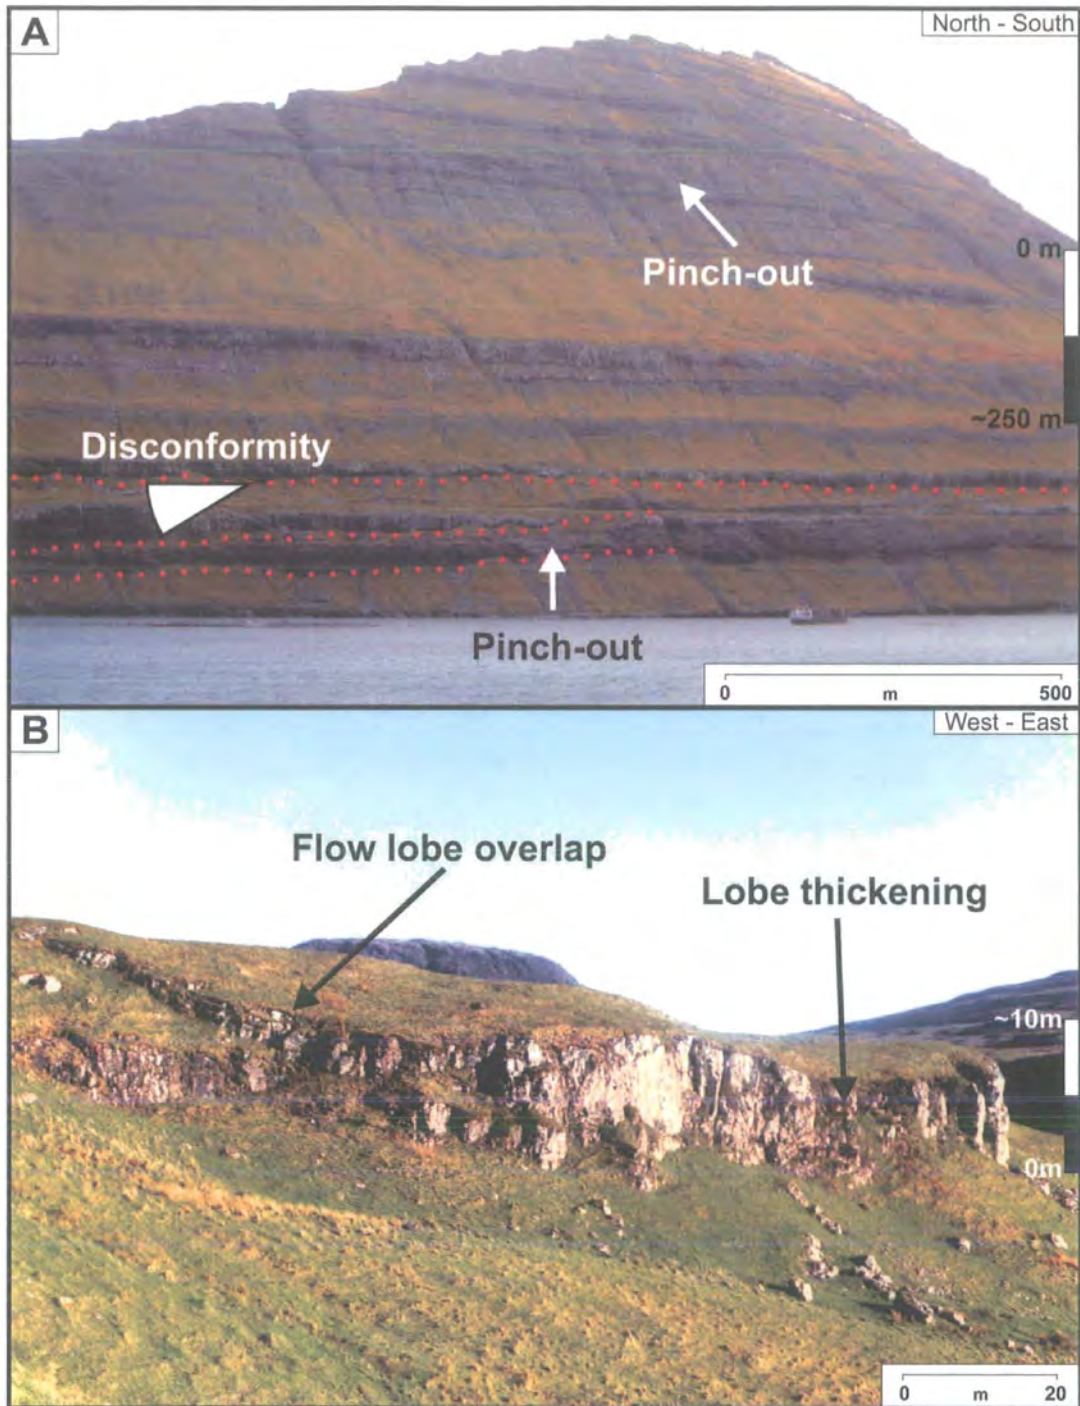 A
North - South
Pinch-out
0 m
~250 m
Disconformity
Pinch-out
0 m 500
B
West - East
Flow lobe overlap
Lobe thickening
~10m
0m
0 m 20